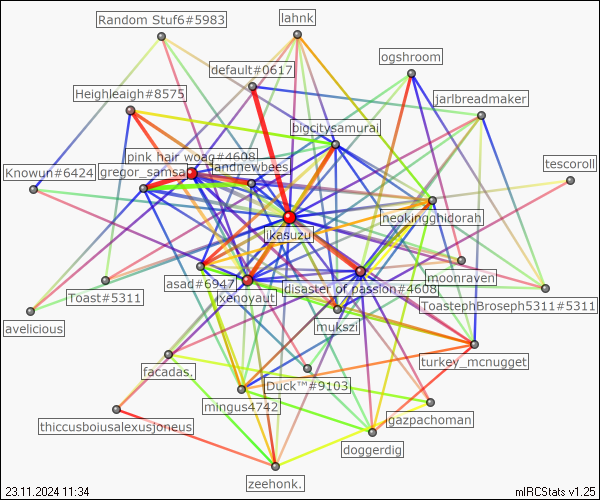 Random Stuf6#5983
lahnk
ogshroom
default#0617
Heighleaigh#8575
jarlbreadmaker
bigcitysamurai
pink hair woag#4608
tescoroll
Knowun#6424
gregor_samsa
landnewbees
neokingghidorah
ikasuzu
asad#6947
moonraven
xenoyaut
disaster of passion#4608
Toast#5311
ToastephBroseph5311#5311
avelicious
mukszi
turkey_mcnugget
facadas.
Duck™#9103
mingus4742
gazpachoman
thiccusboiusalexusjoneus
doggerdig
zeehonk.
23.11.2024 11:34
mIRCStats v1.25